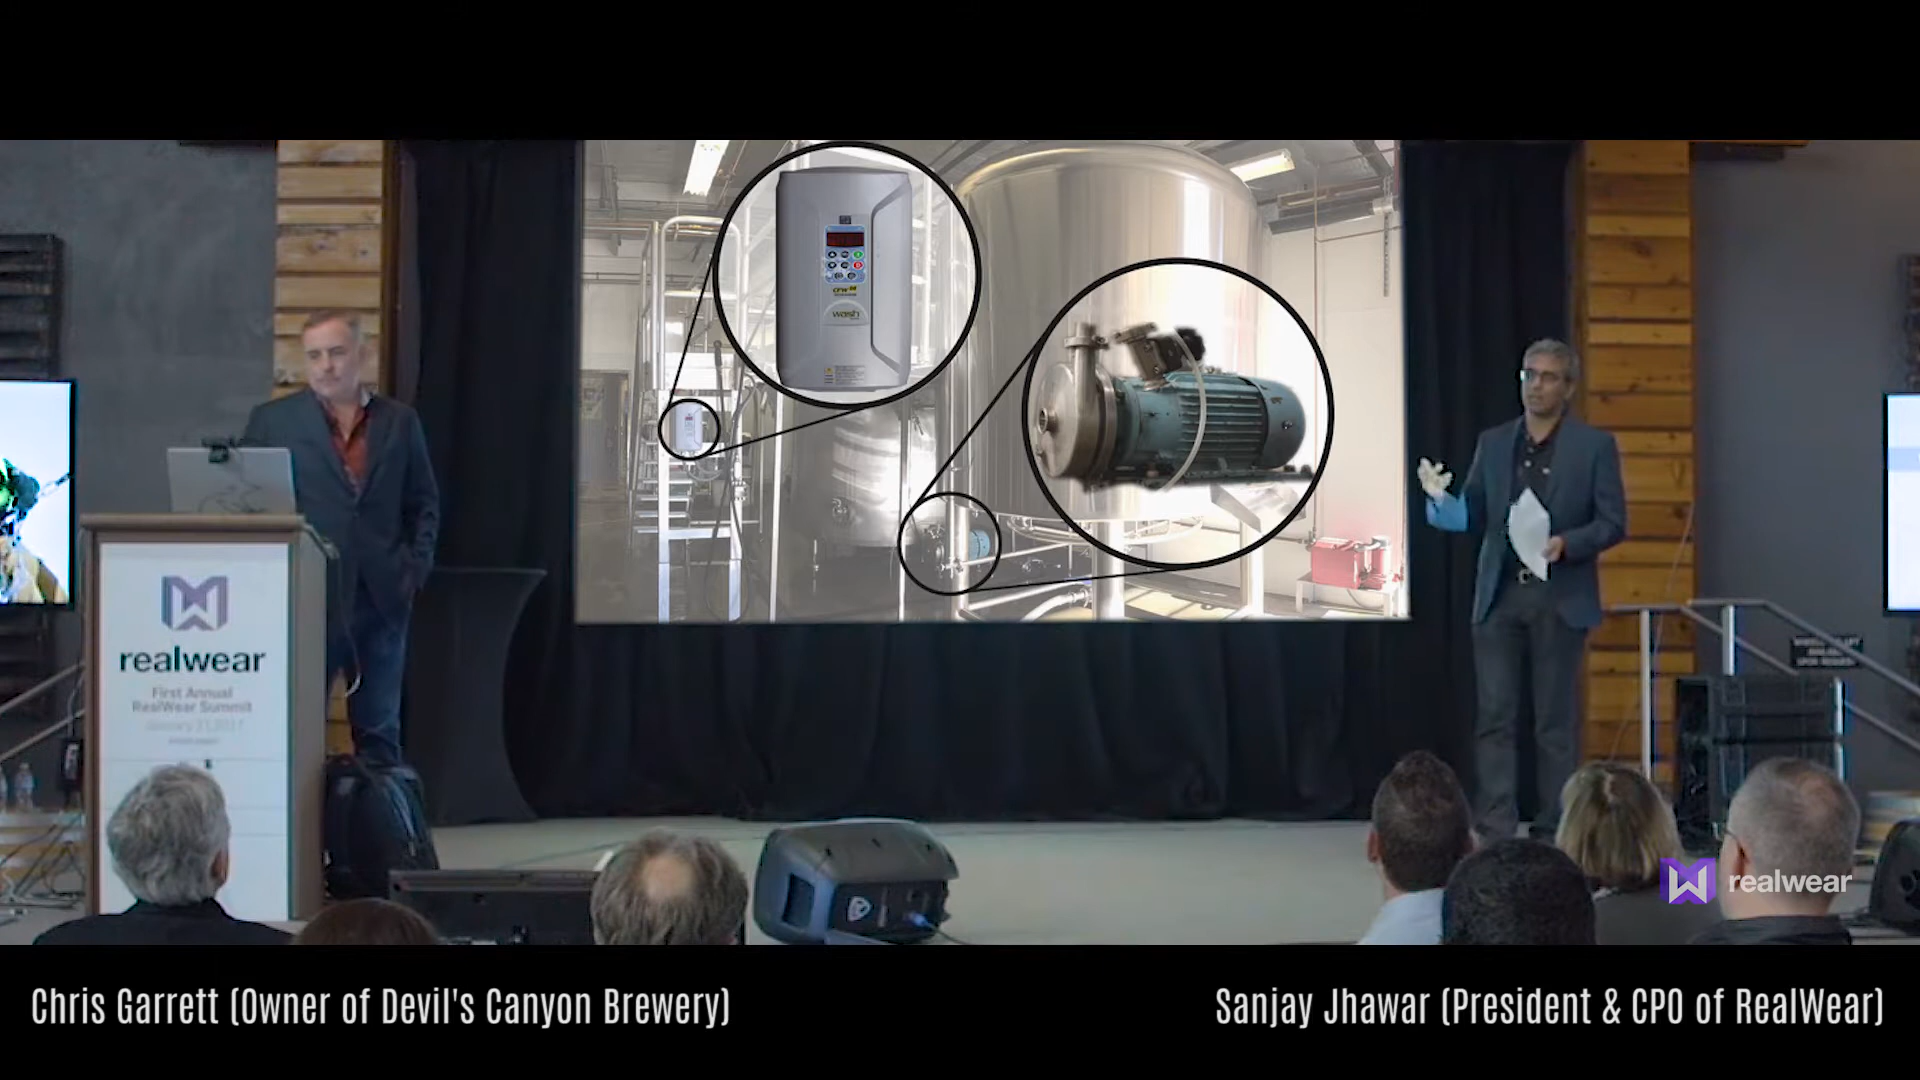 wash
realwear
First Annual
RealWear Summit
realwear
Chris Garrett (Owner of Devil's Canyon Brewery)
Sanjay Jhawar (President & CPO of RealWear)